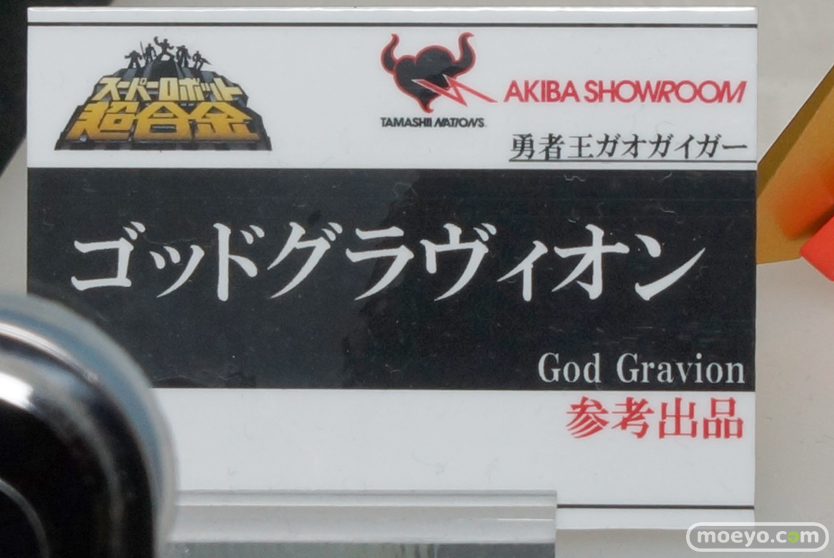 スーパーロボット
超合金
TAMASHII NATIONS
AKIBA SHOWROOM
勇者王ガオガイガー
ゴッドグラヴィオン
God Gravion
参考出品
moeyo.com